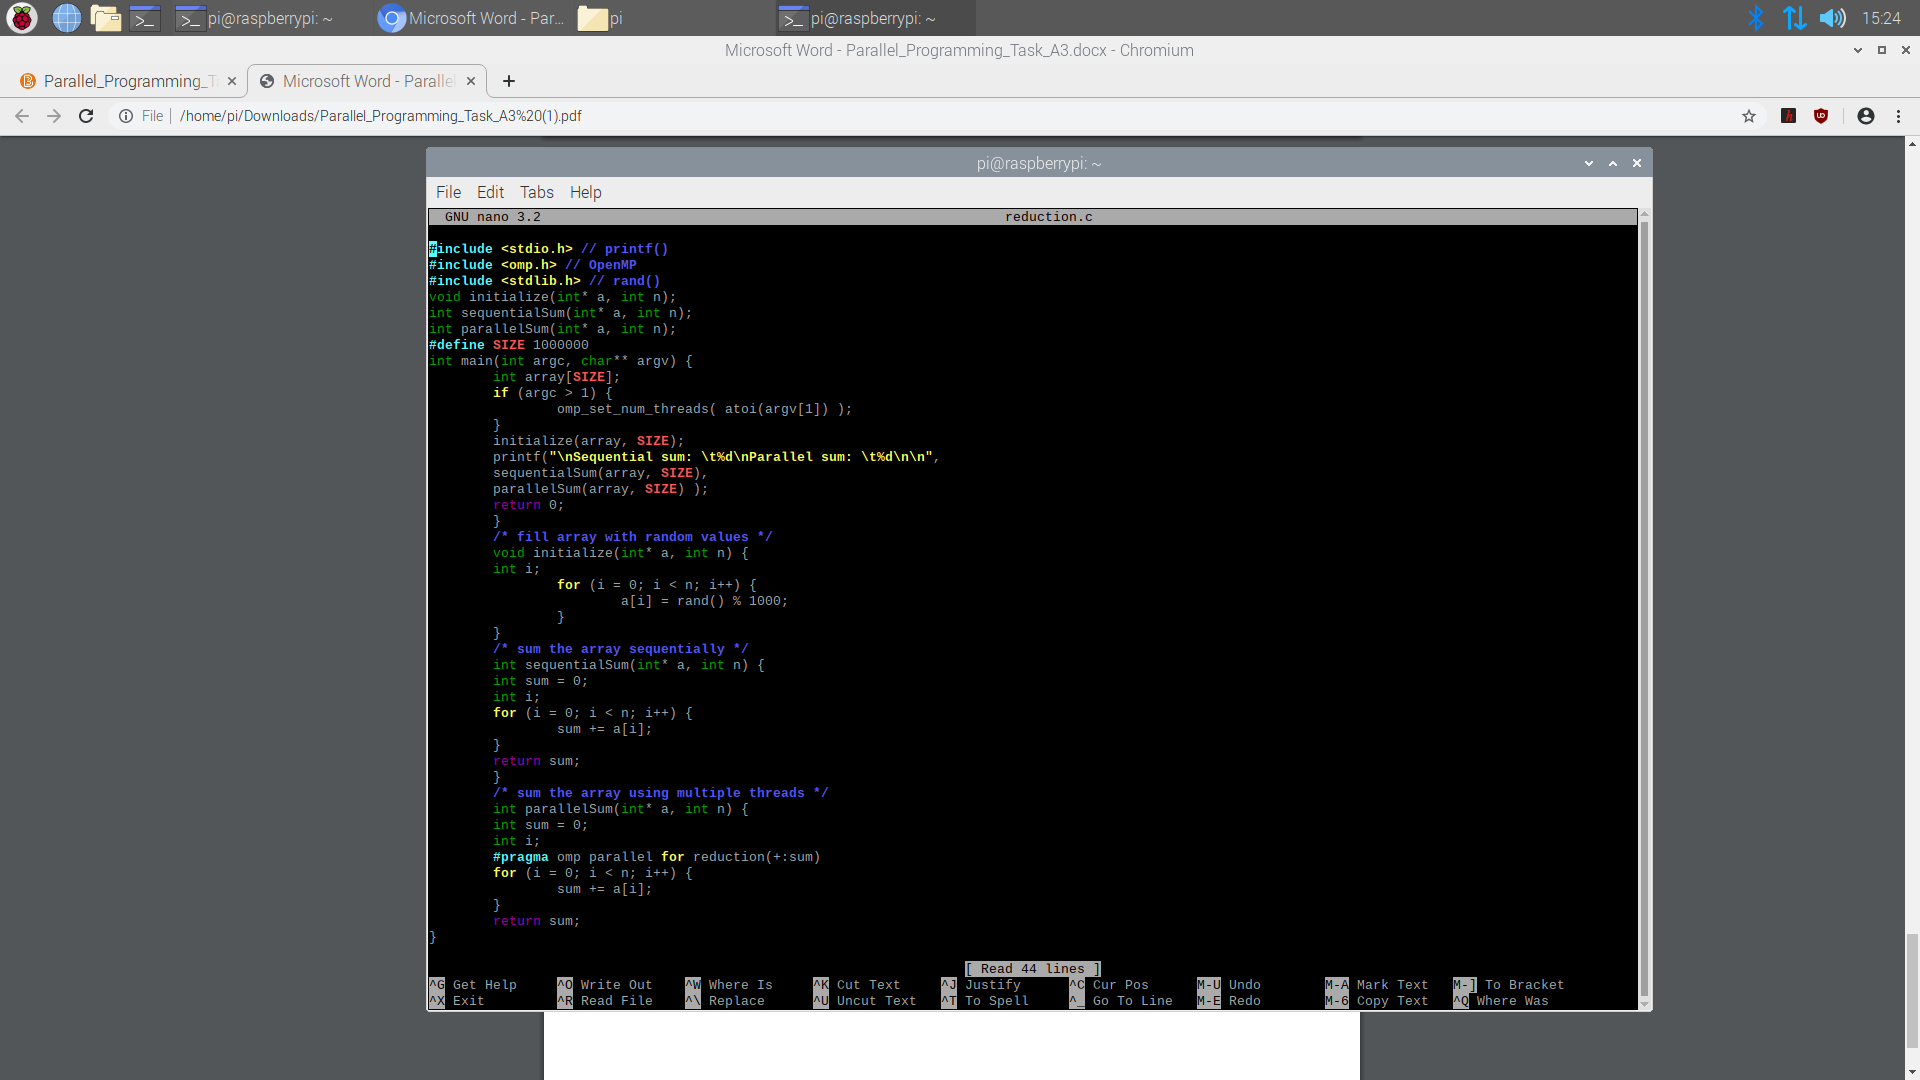 pi@raspberrypi: ~
Microsoft Word - Par...
pi
pi@raspberrypi: ~
15:24
Microsoft Word - Parallel_Programming_Task_A3.docx - Chromium
Parallel_Programming_T
Microsoft Word - Parallel
File
/home/pi/Downloads/Parallel_Programming_Task_A3%20(1).pdf
pi@raspberrypi: ~
File Edit Tabs Help
GNU nano 3.2 reduction.c
#include <stdio.h> // printf()
#include <omp.h> // OpenMP
#include <stdlib.h> // rand()
void initialize(int* a, int n);
int sequentialSum(int* a, int n);
int parallelSum(int* a, int n);
#define SIZE 1000000
int main(int argc, char** argv) {
int array[SIZE];
if (argc > 1) {
omp_set_num_threads( atoi(argv[1]) );
}
initialize(array, SIZE);
printf("\nSequential sum: \t%d\nParallel sum: \t%d\n\n",
sequentialSum(array, SIZE),
parallelSum(array, SIZE) );
return 0;
}
/* fill array with random values */
void initialize(int* a, int n) {
int i;
for (i = 0; i < n; i++) {
a[i] = rand() % 1000;
}
}
/* sum the array sequentially */
int sequentialSum(int* a, int n) {
int sum = 0;
int i;
for (i = 0; i < n; i++) {
sum += a[i];
}
return sum;
}
/* sum the array using multiple threads */
int parallelSum(int* a, int n) {
int sum = 0;
int i;
#pragma omp parallel for reduction(+:sum)
for (i = 0; i < n; i++) {
sum += a[i];
}
return sum;
}
[ Read 44 lines ]
^G Get Help ^O Write Out ^W Where Is ^K Cut Text ^J Justify ^C Cur Pos M-U Undo M-A Mark Text M-] To Bracket
^X Exit ^R Read File ^\ Replace ^U Uncut Text ^T To Spell ^_ Go To Line M-E Redo M-6 Copy Text ^Q Where Was